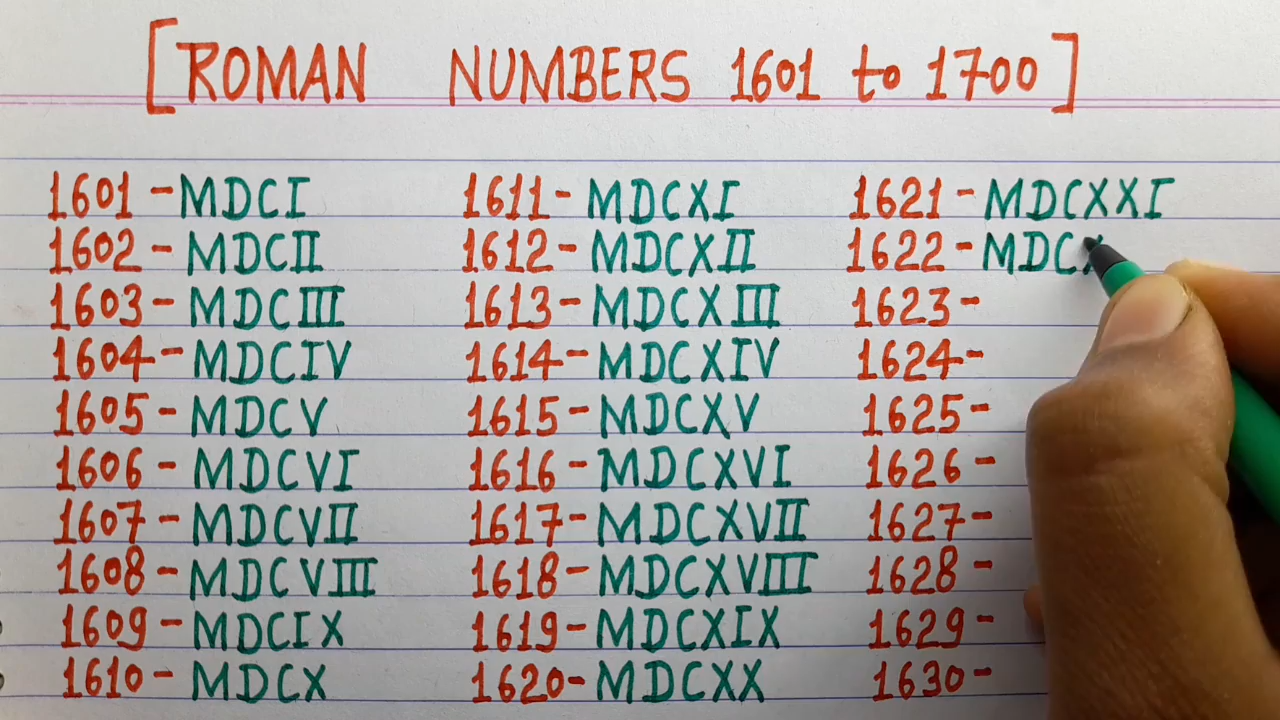 [ROMAN NUMBERS 1601 to 1700]
1601 - MDCI
1602 - MDCII
1603 - MDCIII
1604 - MDCIV
1605 - MDCV
1606 - MDCVI
1607 - MDCVII
1608 - MDCVIII
1609 - MDCIX
1610 - MDCX
1611 - MDCXI
1612 - MDCXII
1613 - MDCXIII
1614 - MDCXIV
1615 - MDCXV
1616 - MDCXVI
1617 - MDCXVII
1618 - MDCXVIII
1619 - MDCXIX
1620 - MDCXX
1621 - MDCXXI
1622 - MDCX
1623 -
1624 -
1625 -
1626 -
1627 -
1628 -
1629 -
1630 -